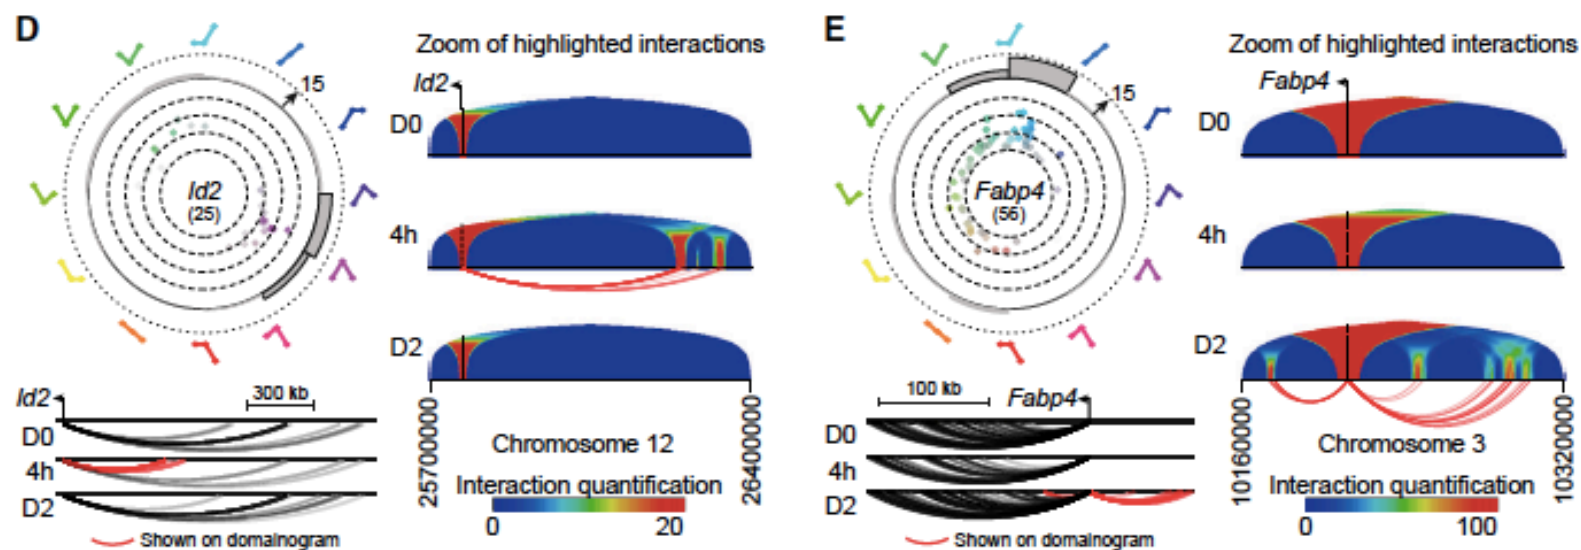 D
Zoom of highlighted interactions
15
Id2
(25)
Id2
D0
4h
D2
Id2
300 kb
D0
4h
D2
Shown on domainogram
25700000
26400000
Chromosome 12
Interaction quantification
0
20
E
Zoom of highlighted interactions
15
Fabp4
(56)
Fabp4
D0
4h
D2
100 kb
Fabp4
D0
4h
D2
Shown on domainogram
10160000
10320000
Chromosome 3
Interaction quantification
0
100